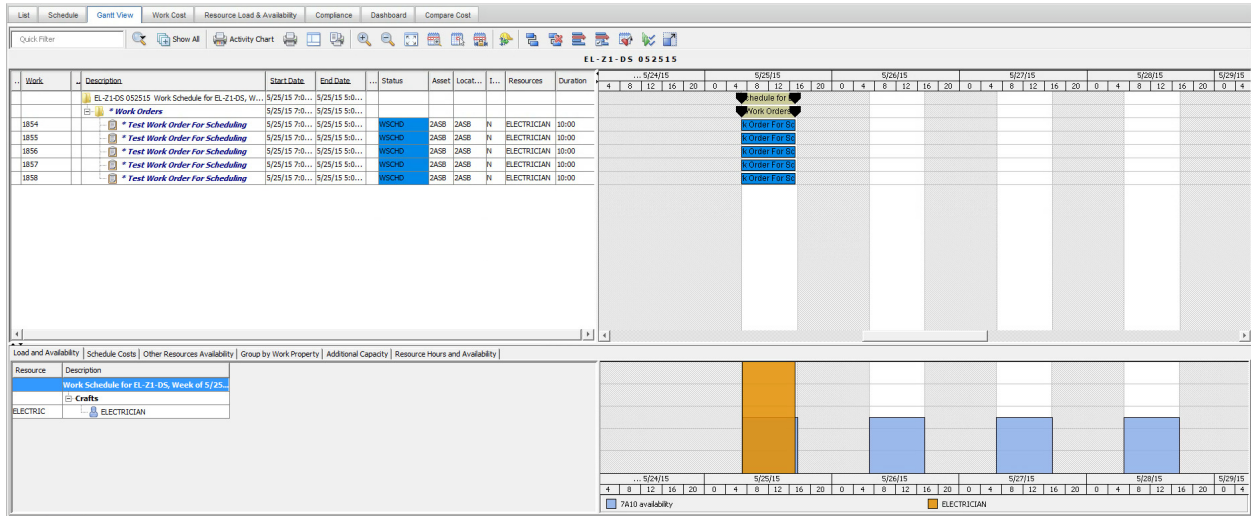 List Schedule Gantt View Work Cost Resource Load & Availability Compliance Dashboard Compare Cost
Quick Filter Show All Activity Chart
EL-Z1-DS 052515
.. Work .. Description Start Date End Date ... Status Asset Locat... I... Resources Duration
EL-Z1-DS 052515 Work Schedule for EL-Z1-DS, W... 5/25/15 7:0... 5/25/15 5:0...
* Work Orders 5/25/15 7:0... 5/25/15 5:0...
1854 * Test Work Order For Scheduling 5/25/15 7:0... 5/25/15 5:0... WSCHD 2ASB 2ASB N ELECTRICIAN 10:00
1855 * Test Work Order For Scheduling 5/25/15 7:0... 5/25/15 5:0... WSCHD 2ASB 2ASB N ELECTRICIAN 10:00
1856 * Test Work Order For Scheduling 5/25/15 7:0... 5/25/15 5:0... WSCHD 2ASB 2ASB N ELECTRICIAN 10:00
1857 * Test Work Order For Scheduling 5/25/15 7:0... 5/25/15 5:0... WSCHD 2ASB 2ASB N ELECTRICIAN 10:00
1858 * Test Work Order For Scheduling 5/25/15 7:0... 5/25/15 5:0... WSCHD 2ASB 2ASB N ELECTRICIAN 10:00
... 5/24/15 5/25/15 5/26/15 5/27/15 5/28/15 5/29/15
4 8 12 16 20 0 4 8 12 16 20 0 4 8 12 16 20 0 4 8 12 16 20 0 4 8 12 16 20 0 4
chedule for
Work Orders
k Order For Sc
k Order For Sc
k Order For Sc
k Order For Sc
k Order For Sc
Load and Availability Schedule Costs Other Resources Availability Group by Work Property Additional Capacity Resource Hours and Availability
Resource Description
Work Schedule for EL-Z1-DS, Week of 5/25...
Crafts
ELECTRIC ELECTRICIAN
... 5/24/15 5/25/15 5/26/15 5/27/15 5/28/15 5/29/15
4 8 12 16 20 0 4 8 12 16 20 0 4 8 12 16 20 0 4 8 12 16 20 0 4 8 12 16 20 0 4
7A10 availability ELECTRICIAN